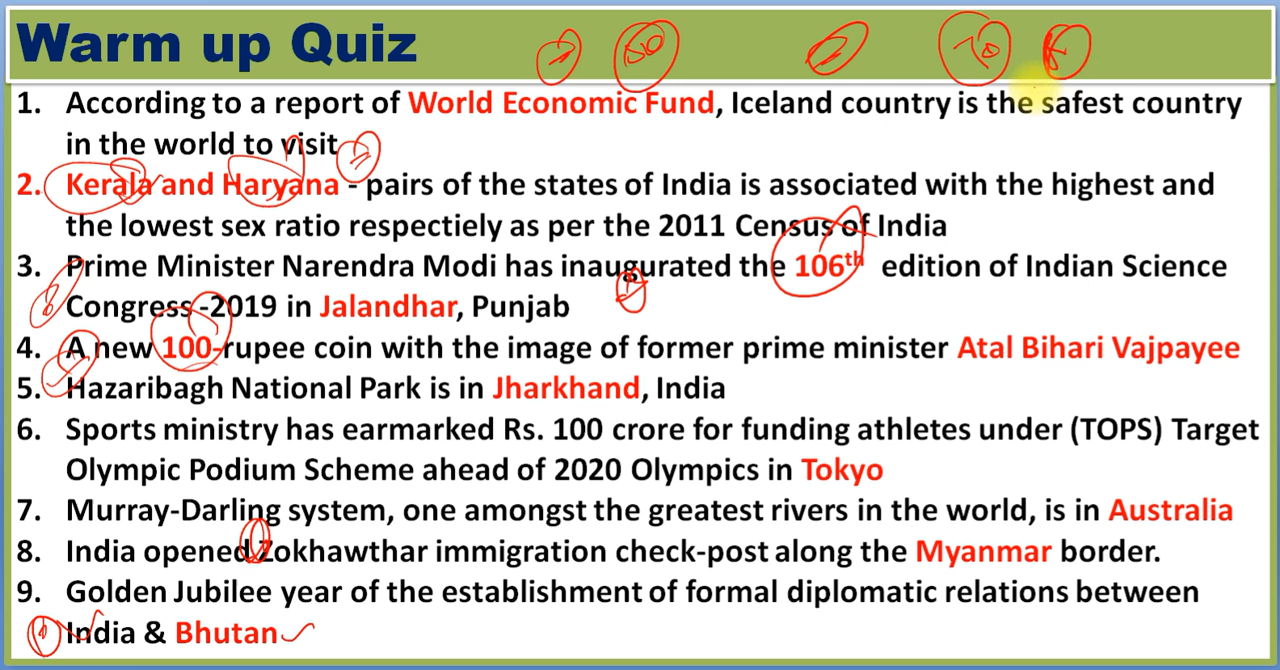 Warm up Quiz
1. According to a report of World Economic Fund, Iceland country is the safest country
in the world to visit
2. Kerala and Haryana - pairs of the states of India is associated with the highest and
the lowest sex ratio respectiely as per the 2011 Census of India
3. Prime Minister Narendra Modi has inaugurated the 106th edition of Indian Science
Congress -2019 in Jalandhar, Punjab
4. A new 100-rupee coin with the image of former prime minister Atal Bihari Vajpayee
5. Hazaribagh National Park is in Jharkhand, India
6. Sports ministry has earmarked Rs. 100 crore for funding athletes under (TOPS) Target
Olympic Podium Scheme ahead of 2020 Olympics in Tokyo
7. Murray-Darling system, one amongst the greatest rivers in the world, is in Australia
8. India opened Zokhawthar immigration check-post along the Myanmar border.
9. Golden Jubilee year of the establishment of formal diplomatic relations between
India & Bhutan